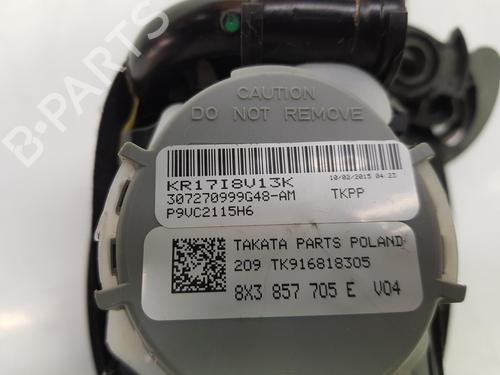 CAUTION
DO NOT REMOVE
KR17I8V13K
10/02/2015 04:23
307270999G48-AM TKPP
P9VC2115H6
TAKATA PARTS POLAND
209 TK916818305
8X3 857 705 E V04
B-PARTS